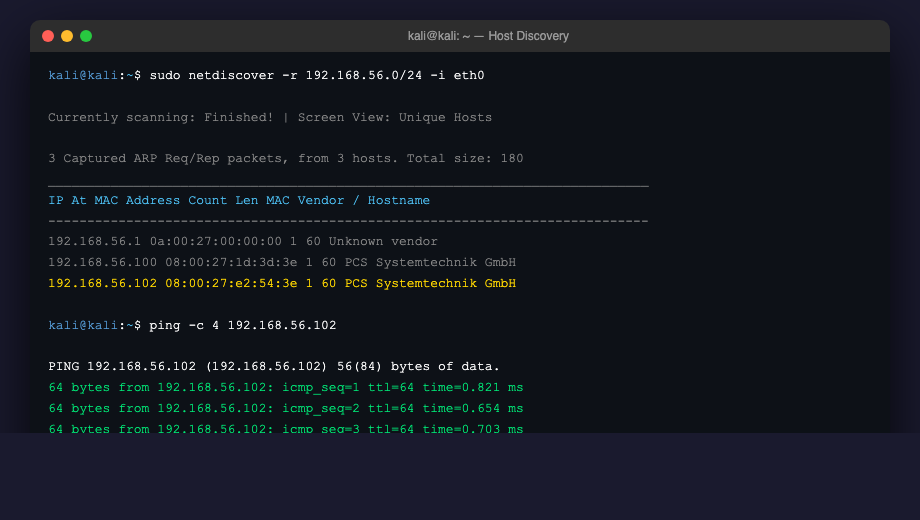 kali@kali: ~ — Host Discovery
kali@kali:~$ sudo netdiscover -r 192.168.56.0/24 -i eth0
Currently scanning: Finished! | Screen View: Unique Hosts
3 Captured ARP Req/Rep packets, from 3 hosts. Total size: 180
_____________________________________________________________________________
IP At MAC Address Count Len MAC Vendor / Hostname
-----------------------------------------------------------------------------
192.168.56.1 0a:00:27:00:00:00 1 60 Unknown vendor
192.168.56.100 08:00:27:1d:3d:3e 1 60 PCS Systemtechnik GmbH
192.168.56.102 08:00:27:e2:54:3e 1 60 PCS Systemtechnik GmbH
kali@kali:~$ ping -c 4 192.168.56.102
PING 192.168.56.102 (192.168.56.102) 56(84) bytes of data.
64 bytes from 192.168.56.102: icmp_seq=1 ttl=64 time=0.821 ms
64 bytes from 192.168.56.102: icmp_seq=2 ttl=64 time=0.654 ms
64 bytes from 192.168.56.102: icmp_seq=3 ttl=64 time=0.703 ms